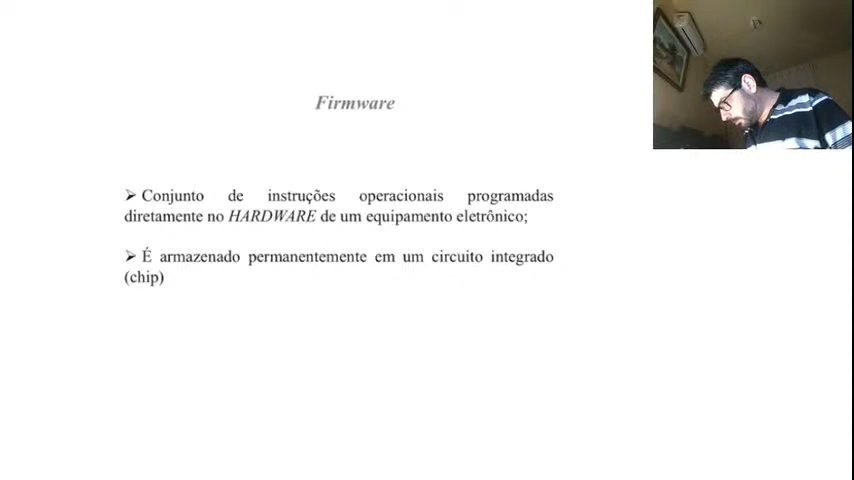 Firmware
➢ Conjunto de instruções operacionais programadas
diretamente no HARDWARE de um equipamento eletrônico;
➢ É armazenado permanentemente em um circuito integrado
(chip)